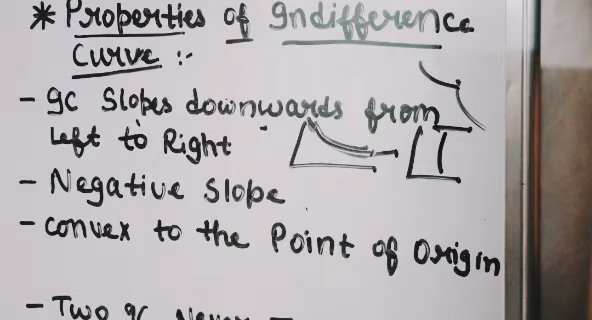 * Properties of Indifference
Curve :-
- IC Slopes downwards from
Left to Right
- Negative Slope
- convex to the Point of Origin
- Two IC Never